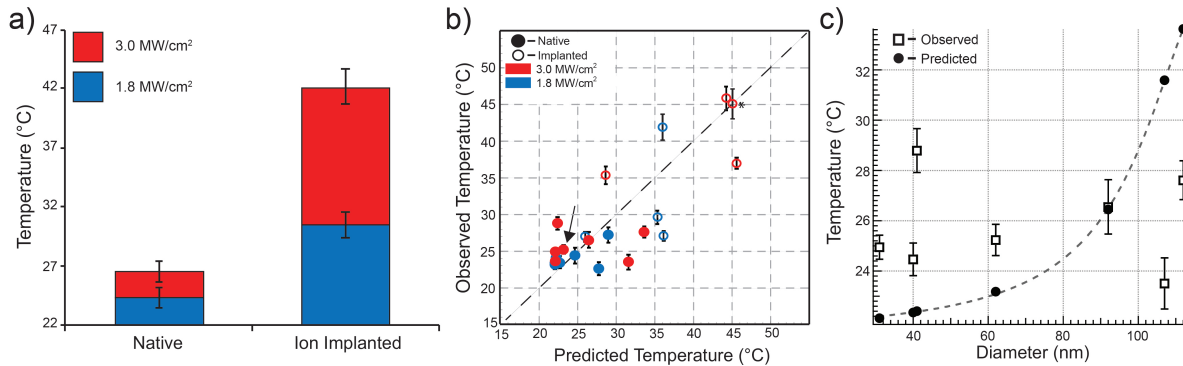 a)
3.0 MW/cm²
1.8 MW/cm²
Temperature (°C)
47
42
37
32
27
22
Native
Ion Implanted
b)
Native
Implanted
3.0 MW/cm²
1.8 MW/cm²
Observed Temperature (°C)
50
45
40
35
30
25
20
15
*
15
20
25
30
35
40
45
50
Predicted Temperature (°C)
c)
Observed
Predicted
Temperature (°C)
32
30
28
26
24
40
60
80
100
Diameter (nm)